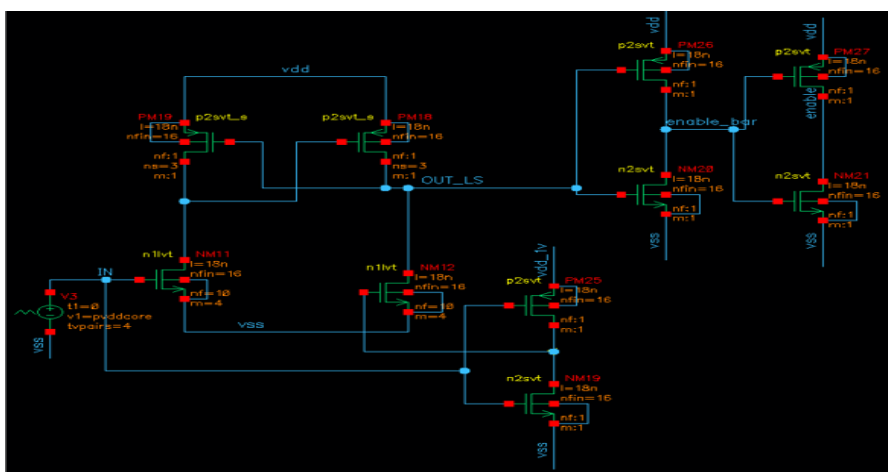 vdd
p2svt_s
PM19
l=18n
nfin=16
nf:1
ns=3
m:1
p2svt_s
PM18
l=18n
nfin=16
nf:1
ns=3
m:1
OUT_LS
n1lvt
NM11
l=18n
nfin=16
nf=10
m=4
IN
V3
t1=0
v1=pvddcore
tvpairs=4
vss
VSS
n1lvt
NM12
l=18n
nfin=16
nf=10
m=4
vdd_1v
p2svt
PM25
l=18n
nfin=16
nf:1
m:1
n2svt
NM19
l=18n
nfin=16
nf:1
m:1
vss
vdd
p2svt
PM26
l=18n
nfin=16
nf:1
m:1
enable_bar
n2svt
NM20
l=18n
nfin=16
nf:1
m:1
vss
vdd
p2svt
PM27
l=18n
nfin=16
nf:1
m:1
enable
n2svt
NM21
l=18n
nfin=16
nf:1
m:1
vss